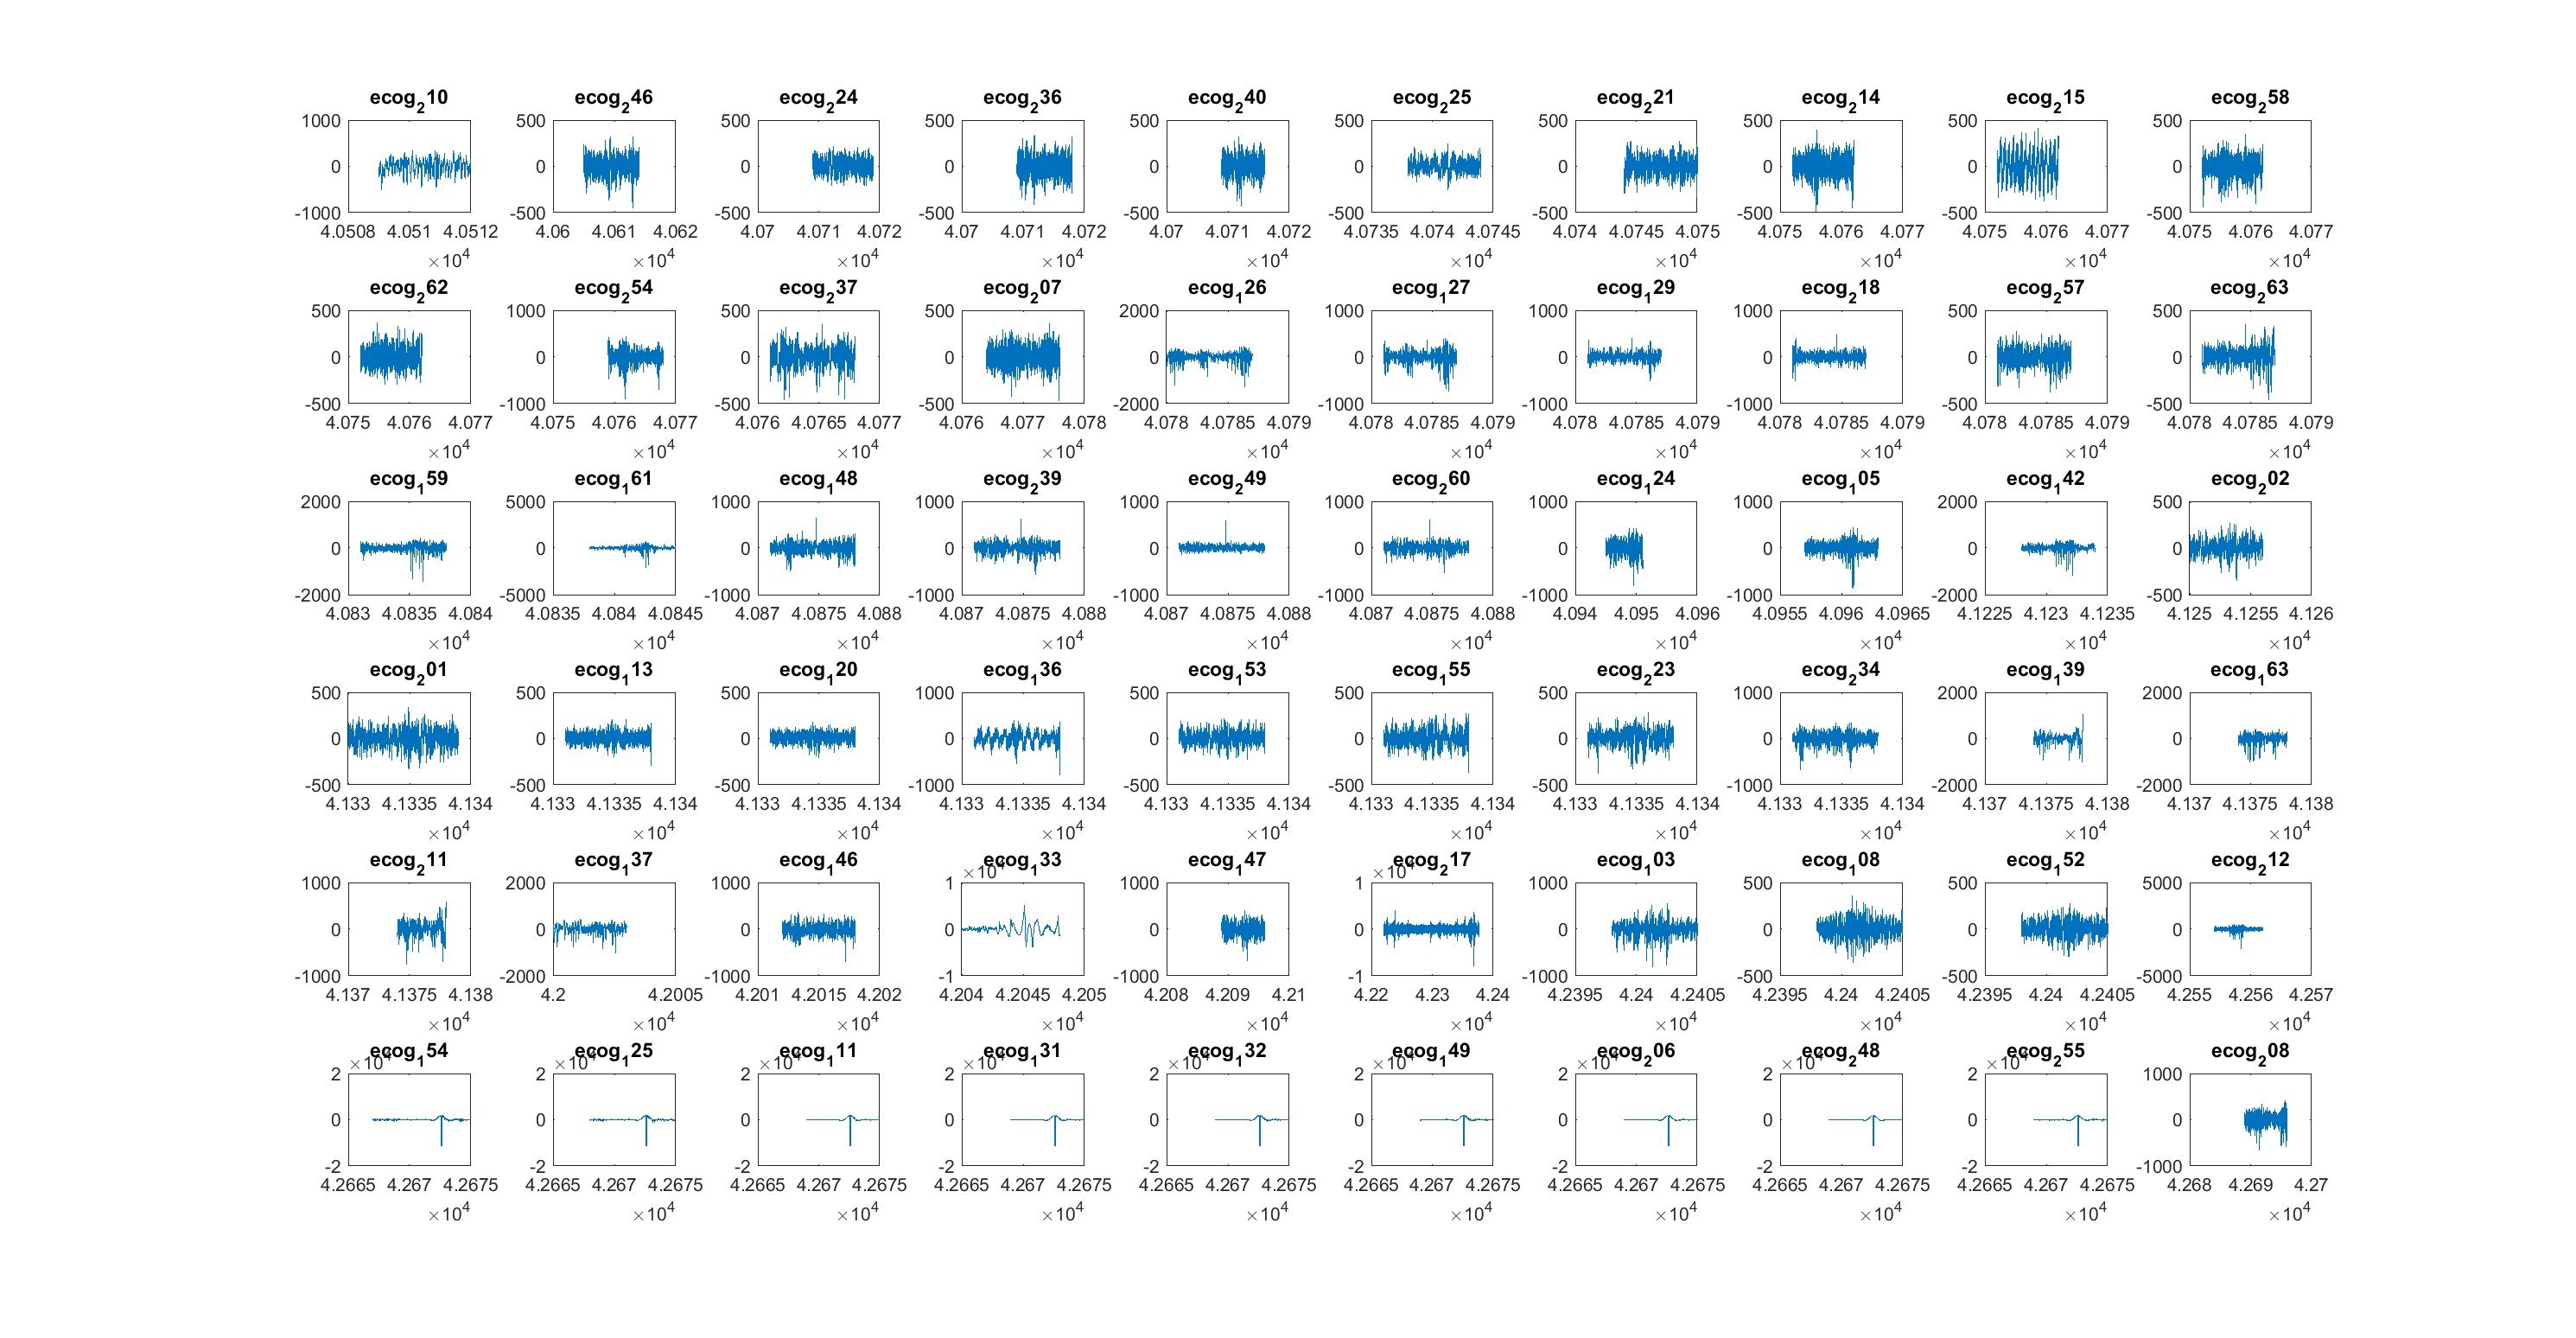 ecog₂10 ecog₂46 ecog₂24 ecog₂36 ecog₂40 ecog₂25 ecog₂21 ecog₂14 ecog₂15 ecog₂58
1000 500 500 500 500 500 500 500 500 500
0 0 0 0 0 0 0 0 0 0
-1000 -500 -500 -500 -500 -500 -500 -500 -500 -500
4.0508 4.051 4.0512 4.06 4.061 4.062 4.07 4.071 4.072 4.07 4.071 4.072 4.07 4.071 4.072 4.0735 4.074 4.0745 4.074 4.0745 4.075 4.075 4.076 4.077 4.075 4.076 4.077 4.075 4.076 4.077
×10⁴ ×10⁴ ×10⁴ ×10⁴ ×10⁴ ×10⁴ ×10⁴ ×10⁴ ×10⁴ ×10⁴
ecog₂62 ecog₂54 ecog₂37 ecog₂07 ecog₁26 ecog₁27 ecog₁29 ecog₂18 ecog₂57 ecog₂63
500 1000 500 500 2000 1000 1000 1000 500 500
0 0 0 0 0 0 0 0 0 0
-500 -1000 -500 -500 -2000 -1000 -1000 -1000 -500 -500
4.075 4.076 4.077 4.075 4.076 4.077 4.076 4.0765 4.077 4.076 4.077 4.078 4.078 4.0785 4.079 4.078 4.0785 4.079 4.078 4.0785 4.079 4.078 4.0785 4.079 4.078 4.0785 4.079 4.078 4.0785 4.079
×10⁴ ×10⁴ ×10⁴ ×10⁴ ×10⁴ ×10⁴ ×10⁴ ×10⁴ ×10⁴ ×10⁴
ecog₁59 ecog₁61 ecog₁48 ecog₂39 ecog₂49 ecog₂60 ecog₁24 ecog₁05 ecog₁42 ecog₂02
2000 5000 1000 1000 1000 1000 1000 1000 2000 500
0 0 0 0 0 0 0 0 0 0
-2000 -5000 -1000 -1000 -1000 -1000 -1000 -1000 -2000 -500
4.083 4.0835 4.084 4.0835 4.084 4.0845 4.087 4.0875 4.088 4.087 4.0875 4.088 4.087 4.0875 4.088 4.087 4.0875 4.088 4.094 4.095 4.096 4.0955 4.096 4.0965 4.1225 4.123 4.1235 4.125 4.1255 4.126
×10⁴ ×10⁴ ×10⁴ ×10⁴ ×10⁴ ×10⁴ ×10⁴ ×10⁴ ×10⁴ ×10⁴
ecog₂01 ecog₁13 ecog₁20 ecog₁36 ecog₁53 ecog₁55 ecog₂23 ecog₂34 ecog₁39 ecog₁63
500 500 500 1000 500 500 500 1000 2000 2000
0 0 0 0 0 0 0 0 0 0
-500 -500 -500 -1000 -500 -500 -500 -1000 -2000 -2000
4.133 4.1335 4.134 4.133 4.1335 4.134 4.133 4.1335 4.134 4.133 4.1335 4.134 4.133 4.1335 4.134 4.133 4.1335 4.134 4.133 4.1335 4.134 4.133 4.1335 4.134 4.137 4.1375 4.138 4.137 4.1375 4.138
×10⁴ ×10⁴ ×10⁴ ×10⁴ ×10⁴ ×10⁴ ×10⁴ ×10⁴ ×10⁴ ×10⁴
ecog₂11 ecog₁37 ecog₁46 ecog₁33 ecog₁47 ecog₂17 ecog₁03 ecog₁08 ecog₁52 ecog₂12
×10⁴ ×10⁴
1000 2000 1000 1 1000 1 1000 500 500 5000
0 0 0 0 0 0 0 0 0 0
-1000 -2000 -1000 -1 -1000 -1 -1000 -500 -500 -5000
4.137 4.1375 4.138 4.2 4.2005 4.201 4.2015 4.202 4.204 4.2045 4.205 4.208 4.209 4.21 4.22 4.23 4.24 4.2395 4.24 4.2405 4.2395 4.24 4.2405 4.2395 4.24 4.2405 4.255 4.256 4.257
×10⁴ ×10⁴ ×10⁴ ×10⁴ ×10⁴ ×10⁴ ×10⁴ ×10⁴ ×10⁴ ×10⁴
ecog₁54 ecog₁25 ecog₁11 ecog₁31 ecog₁32 ecog₁49 ecog₂06 ecog₂48 ecog₂55 ecog₂08
×10⁴ ×10⁴ ×10⁴ ×10⁴ ×10⁴ ×10⁴ ×10⁴ ×10⁴ ×10⁴
2 2 2 2 2 2 2 2 2 1000
0 0 0 0 0 0 0 0 0 0
-2 -2 -2 -2 -2 -2 -2 -2 -2 -1000
4.2665 4.267 4.2675 4.2665 4.267 4.2675 4.2665 4.267 4.2675 4.2665 4.267 4.2675 4.2665 4.267 4.2675 4.2665 4.267 4.2675 4.2665 4.267 4.2675 4.2665 4.267 4.2675 4.2665 4.267 4.2675 4.268 4.269 4.27
×10⁴ ×10⁴ ×10⁴ ×10⁴ ×10⁴ ×10⁴ ×10⁴ ×10⁴ ×10⁴ ×10⁴